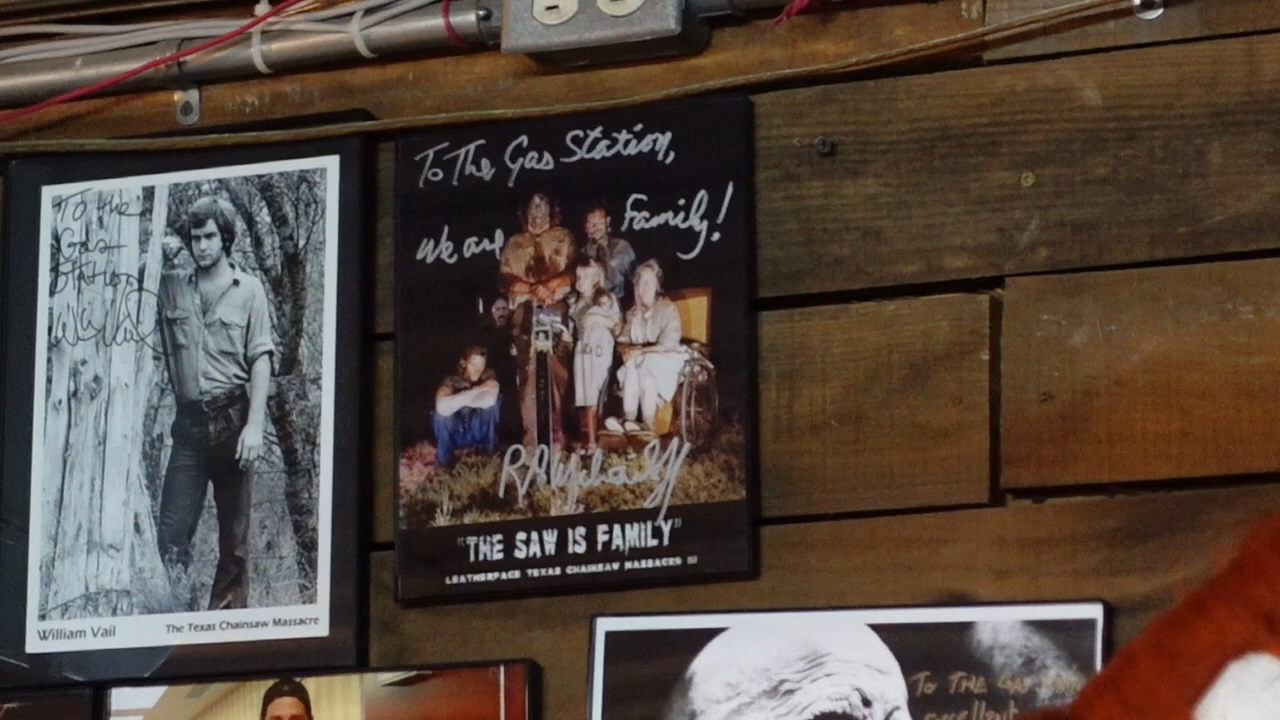 To the
Gas
Station
William Vail
The Texas Chainsaw Massacre
To The Gas Station,
We are Family!
"THE SAW IS FAMILY"
LEATHERFACE TEXAS CHAINSAW MASSACRE III
To THE GAS
excellent